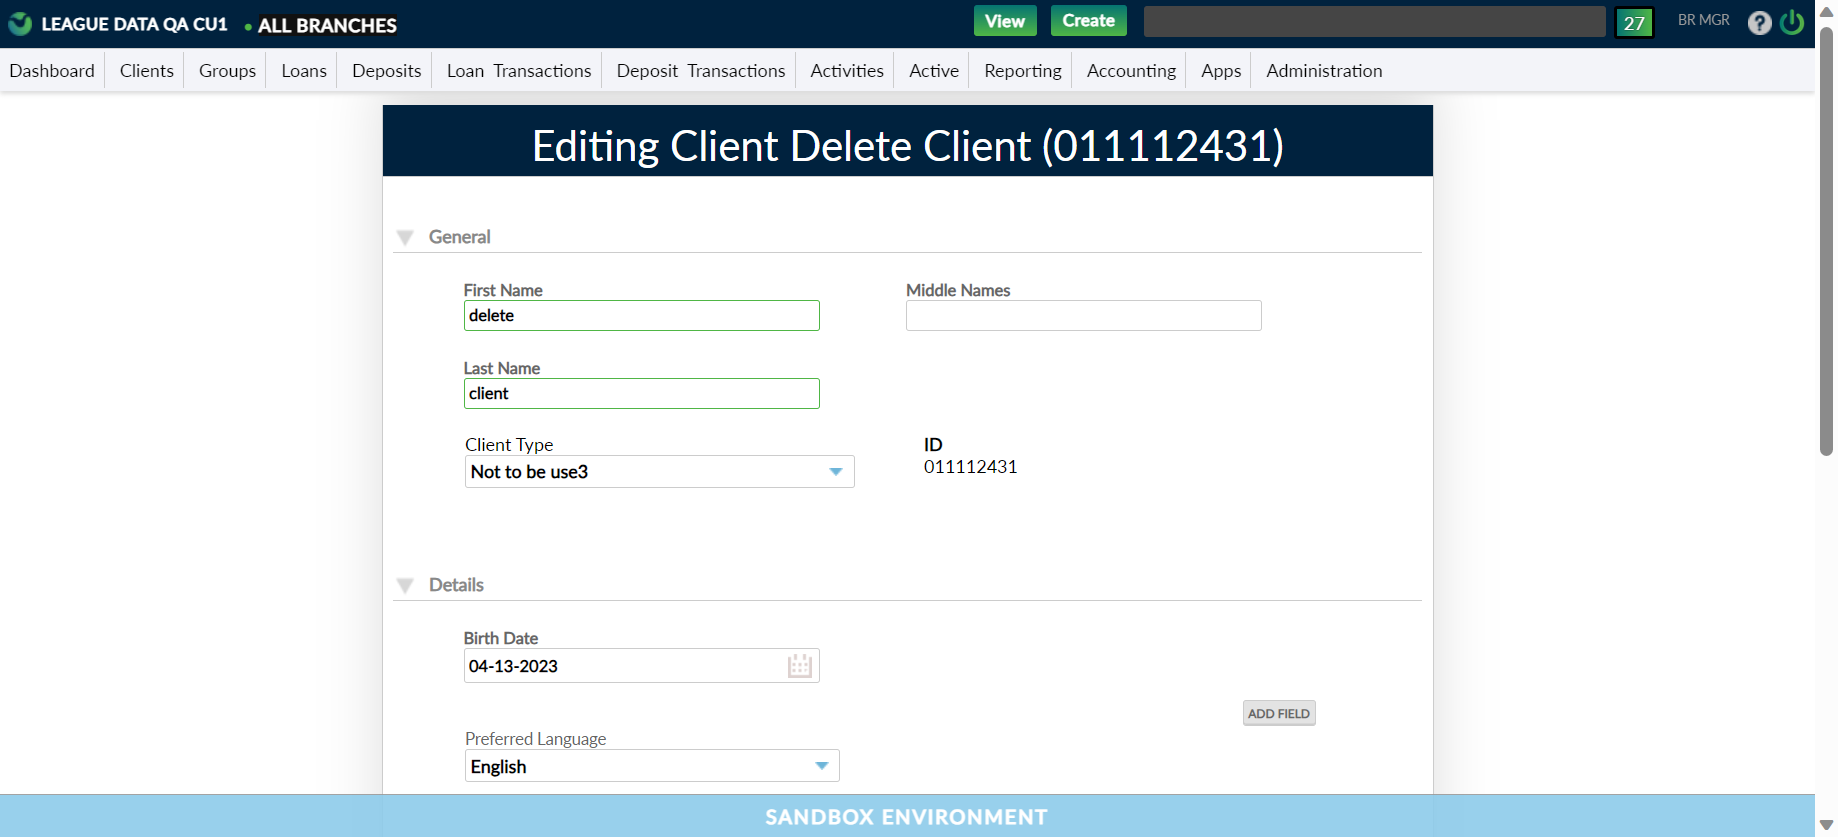 LEAGUE DATA QA CU1 • ALL BRANCHES
View
Create
27
BR MGR
?
Dashboard
Clients
Groups
Loans
Deposits
Loan Transactions
Deposit Transactions
Activities
Active
Reporting
Accounting
Apps
Administration
Editing Client Delete Client (011112431)
General
First Name
Middle Names
delete
Last Name
client
Client Type
ID
Not to be use3
011112431
Details
Birth Date
04-13-2023
ADD FIELD
Preferred Language
English
SANDBOX ENVIRONMENT